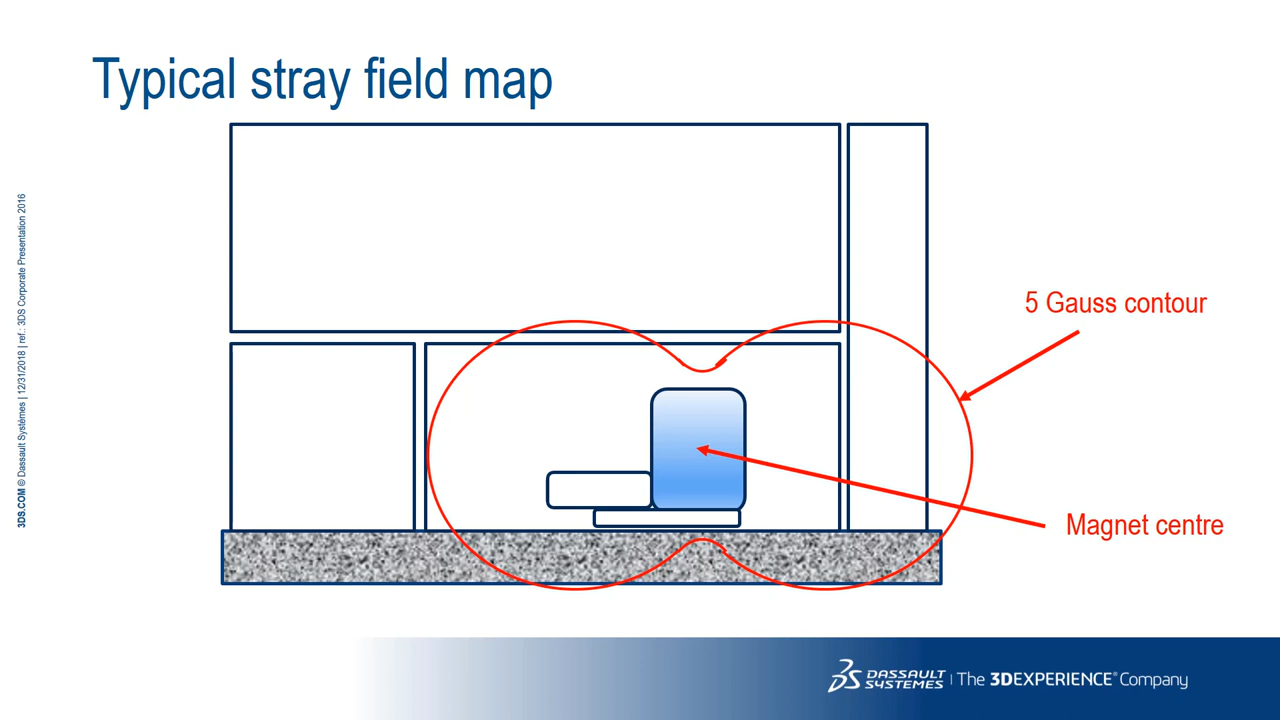 Typical stray field map
3DS.COM © Dassault Systèmes | 12/31/2018 | ref.: 3DS Corporate Presentation 2016
5 Gauss contour
Magnet centre
DASSAULT
SYSTEMES
The 3DEXPERIENCE® Company